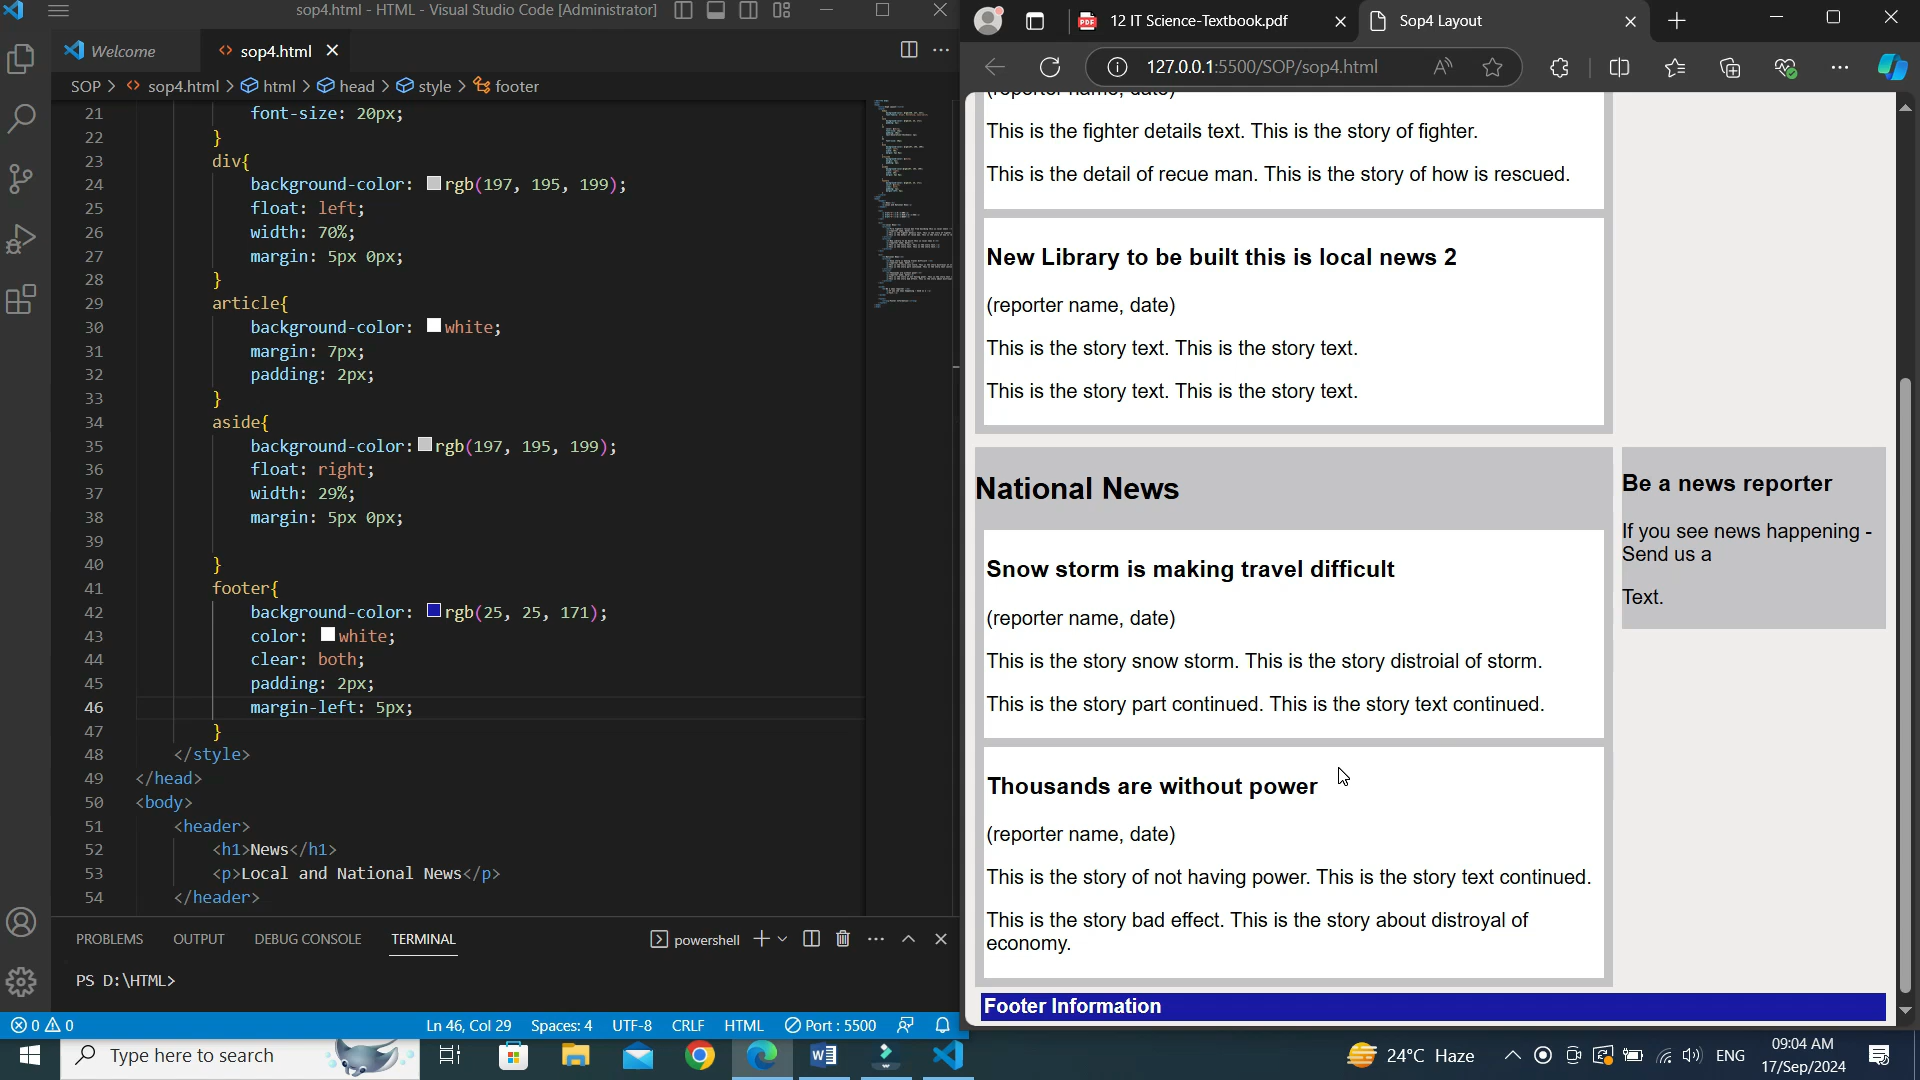 sop4.html - HTML - Visual Studio Code [Administrator]
Welcome
<> sop4.html
SOP > <> sop4.html > html > head > style > footer
21 font-size: 20px;
22 }
23 div{
24 background-color: rgb(197, 195, 199);
25 float: left;
26 width: 70%;
27 margin: 5px 0px;
28 }
29 article{
30 background-color: white;
31 margin: 7px;
32 padding: 2px;
33 }
34 aside{
35 background-color: rgb(197, 195, 199);
36 float: right;
37 width: 29%;
38 margin: 5px 0px;
39
40 }
41 footer{
42 background-color: rgb(25, 25, 171);
43 color: white;
44 clear: both;
45 padding: 2px;
46 margin-left: 5px;
47 }
48 </style>
49 </head>
50 <body>
51 <header>
52 <h1>News</h1>
53 <p>Local and National News</p>
54 </header>
PROBLEMS OUTPUT DEBUG CONSOLE TERMINAL
powershell
PS D:\HTML>
0 0 Ln 46, Col 29 Spaces: 4 UTF-8 CRLF HTML Port : 5500
12 IT Science-Textbook.pdf
Sop4 Layout
127.0.0.1:5500/SOP/sop4.html
(reporter name, date)
This is the fighter details text. This is the story of fighter.
This is the detail of recue man. This is the story of how is rescued.
New Library to be built this is local news 2
(reporter name, date)
This is the story text. This is the story text.
This is the story text. This is the story text.
National News
Snow storm is making travel difficult
(reporter name, date)
This is the story snow storm. This is the story distroial of storm.
This is the story part continued. This is the story text continued.
Thousands are without power
(reporter name, date)
This is the story of not having power. This is the story text continued.
This is the story bad effect. This is the story about distroyal of
economy.
Be a news reporter
If you see news happening -
Send us a
Text.
Footer Information
Type here to search
24°C Haze
ENG
09:04 AM
17/Sep/2024